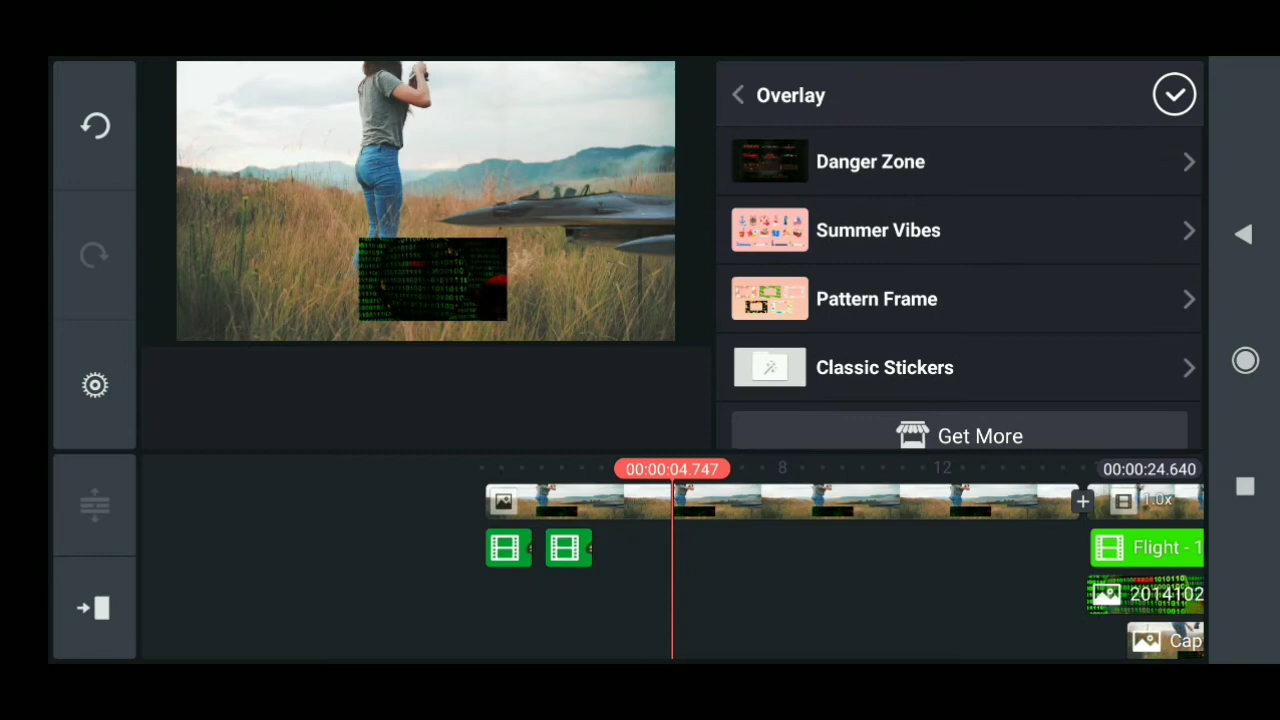 Overlay
Danger Zone
Summer Vibes
Pattern Frame
Classic Stickers
Get More
00:00:04.747
8
12
00:00:24.640
1.0x
Flight - 1
2014102
Cap